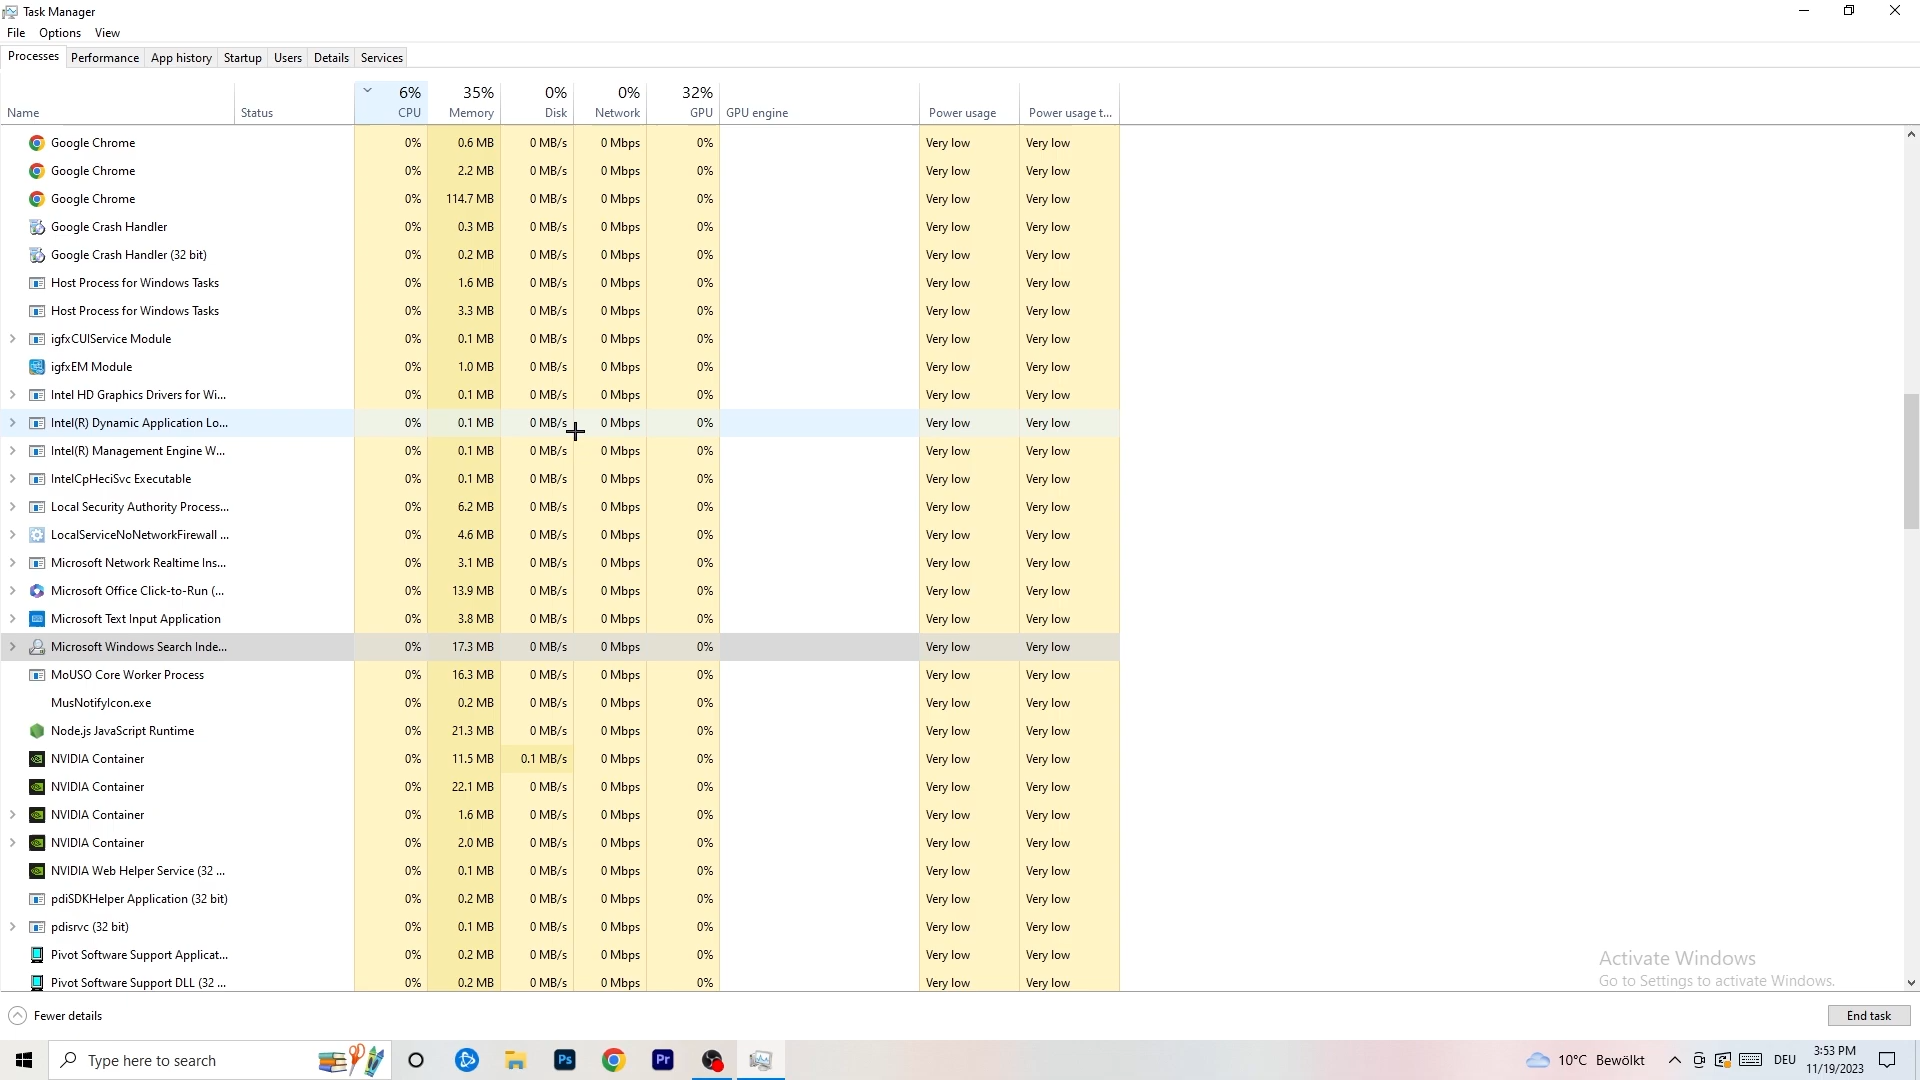 Task Manager
File Options View
Processes Performance App history Startup Users Details Services
6% 35% 0% 0% 32%
Name Status CPU Memory Disk Network GPU GPU engine Power usage Power usage t...
Google Chrome 0% 0.6 MB 0 MB/s 0 Mbps 0% Very low Very low
Google Chrome 0% 2.2 MB 0 MB/s 0 Mbps 0% Very low Very low
Google Chrome 0% 114.7 MB 0 MB/s 0 Mbps 0% Very low Very low
Google Crash Handler 0% 0.3 MB 0 MB/s 0 Mbps 0% Very low Very low
Google Crash Handler (32 bit) 0% 0.2 MB 0 MB/s 0 Mbps 0% Very low Very low
Host Process for Windows Tasks 0% 1.6 MB 0 MB/s 0 Mbps 0% Very low Very low
Host Process for Windows Tasks 0% 3.3 MB 0 MB/s 0 Mbps 0% Very low Very low
igfxCUIService Module 0% 0.1 MB 0 MB/s 0 Mbps 0% Very low Very low
igfxEM Module 0% 1.0 MB 0 MB/s 0 Mbps 0% Very low Very low
Intel HD Graphics Drivers for Wi... 0% 0.1 MB 0 MB/s 0 Mbps 0% Very low Very low
Intel(R) Dynamic Application Lo... 0% 0.1 MB 0 MB/s 0 Mbps 0% Very low Very low
Intel(R) Management Engine W... 0% 0.1 MB 0 MB/s 0 Mbps 0% Very low Very low
IntelCpHeciSvc Executable 0% 0.1 MB 0 MB/s 0 Mbps 0% Very low Very low
Local Security Authority Process... 0% 6.2 MB 0 MB/s 0 Mbps 0% Very low Very low
LocalServiceNoNetworkFirewall ... 0% 4.6 MB 0 MB/s 0 Mbps 0% Very low Very low
Microsoft Network Realtime Ins... 0% 3.1 MB 0 MB/s 0 Mbps 0% Very low Very low
Microsoft Office Click-to-Run (... 0% 13.9 MB 0 MB/s 0 Mbps 0% Very low Very low
Microsoft Text Input Application 0% 3.8 MB 0 MB/s 0 Mbps 0% Very low Very low
Microsoft Windows Search Inde... 0% 17.3 MB 0 MB/s 0 Mbps 0% Very low Very low
MoUSO Core Worker Process 0% 16.3 MB 0 MB/s 0 Mbps 0% Very low Very low
MusNotifyIcon.exe 0% 0.2 MB 0 MB/s 0 Mbps 0% Very low Very low
Node.js JavaScript Runtime 0% 21.3 MB 0 MB/s 0 Mbps 0% Very low Very low
NVIDIA Container 0% 11.5 MB 0.1 MB/s 0 Mbps 0% Very low Very low
NVIDIA Container 0% 22.1 MB 0 MB/s 0 Mbps 0% Very low Very low
NVIDIA Container 0% 1.6 MB 0 MB/s 0 Mbps 0% Very low Very low
NVIDIA Container 0% 2.0 MB 0 MB/s 0 Mbps 0% Very low Very low
NVIDIA Web Helper Service (32 ... 0% 0.1 MB 0 MB/s 0 Mbps 0% Very low Very low
pdiSDKHelper Application (32 bit) 0% 0.2 MB 0 MB/s 0 Mbps 0% Very low Very low
pdisrvc (32 bit) 0% 0.1 MB 0 MB/s 0 Mbps 0% Very low Very low
Pivot Software Support Applicat... 0% 0.2 MB 0 MB/s 0 Mbps 0% Very low Very low
Pivot Software Support DLL (32 ... 0% 0.2 MB 0 MB/s 0 Mbps 0% Very low Very low
Activate Windows
Go to Settings to activate Windows.
Fewer details End task
Type here to search Ps Pr 10°C Bewölkt DEU 3:53 PM
11/19/2023